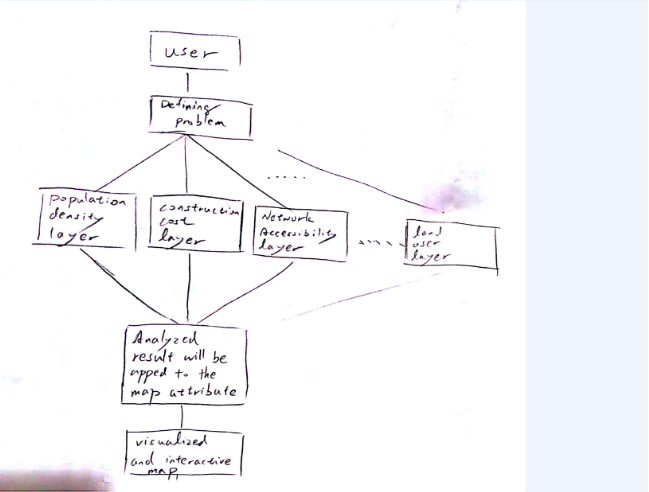 user
Defining
problem
population
density
layer
construction
cost
layer
Network
Accessibility
layer
land
user
layer
Analyzed
result will be
apped to the
map attribute
visualized
and interactive
map,